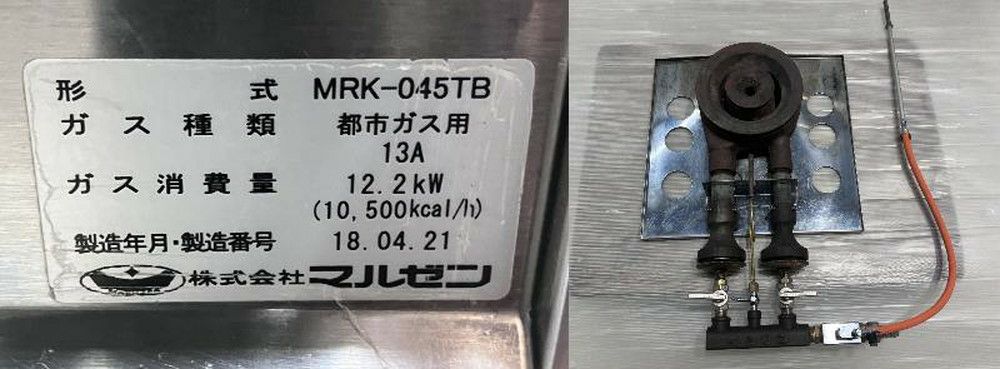 形式 MRK-045TB
ガス種類 都市ガス用
13A
ガス消費量 12.2kW
(10,500kcal/h)
製造年月・製造番号 18.04.21
株式会社マルゼン